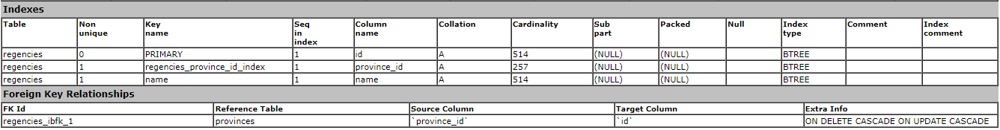 Indexes
Table Non unique Key name Seq in index Column name Collation Cardinality Sub part Packed Null Index type Comment Index comment
regencies 0 PRIMARY 1 id A 514 (NULL) (NULL) BTREE
regencies 1 regencies_province_id_index 1 province_id A 257 (NULL) (NULL) BTREE
regencies 1 name 1 name A 514 (NULL) (NULL) BTREE
Foreign Key Relationships
FK Id Reference Table Source Column Target Column Extra Info
regencies_ibfk_1 provinces `province_id` `id` ON DELETE CASCADE ON UPDATE CASCADE